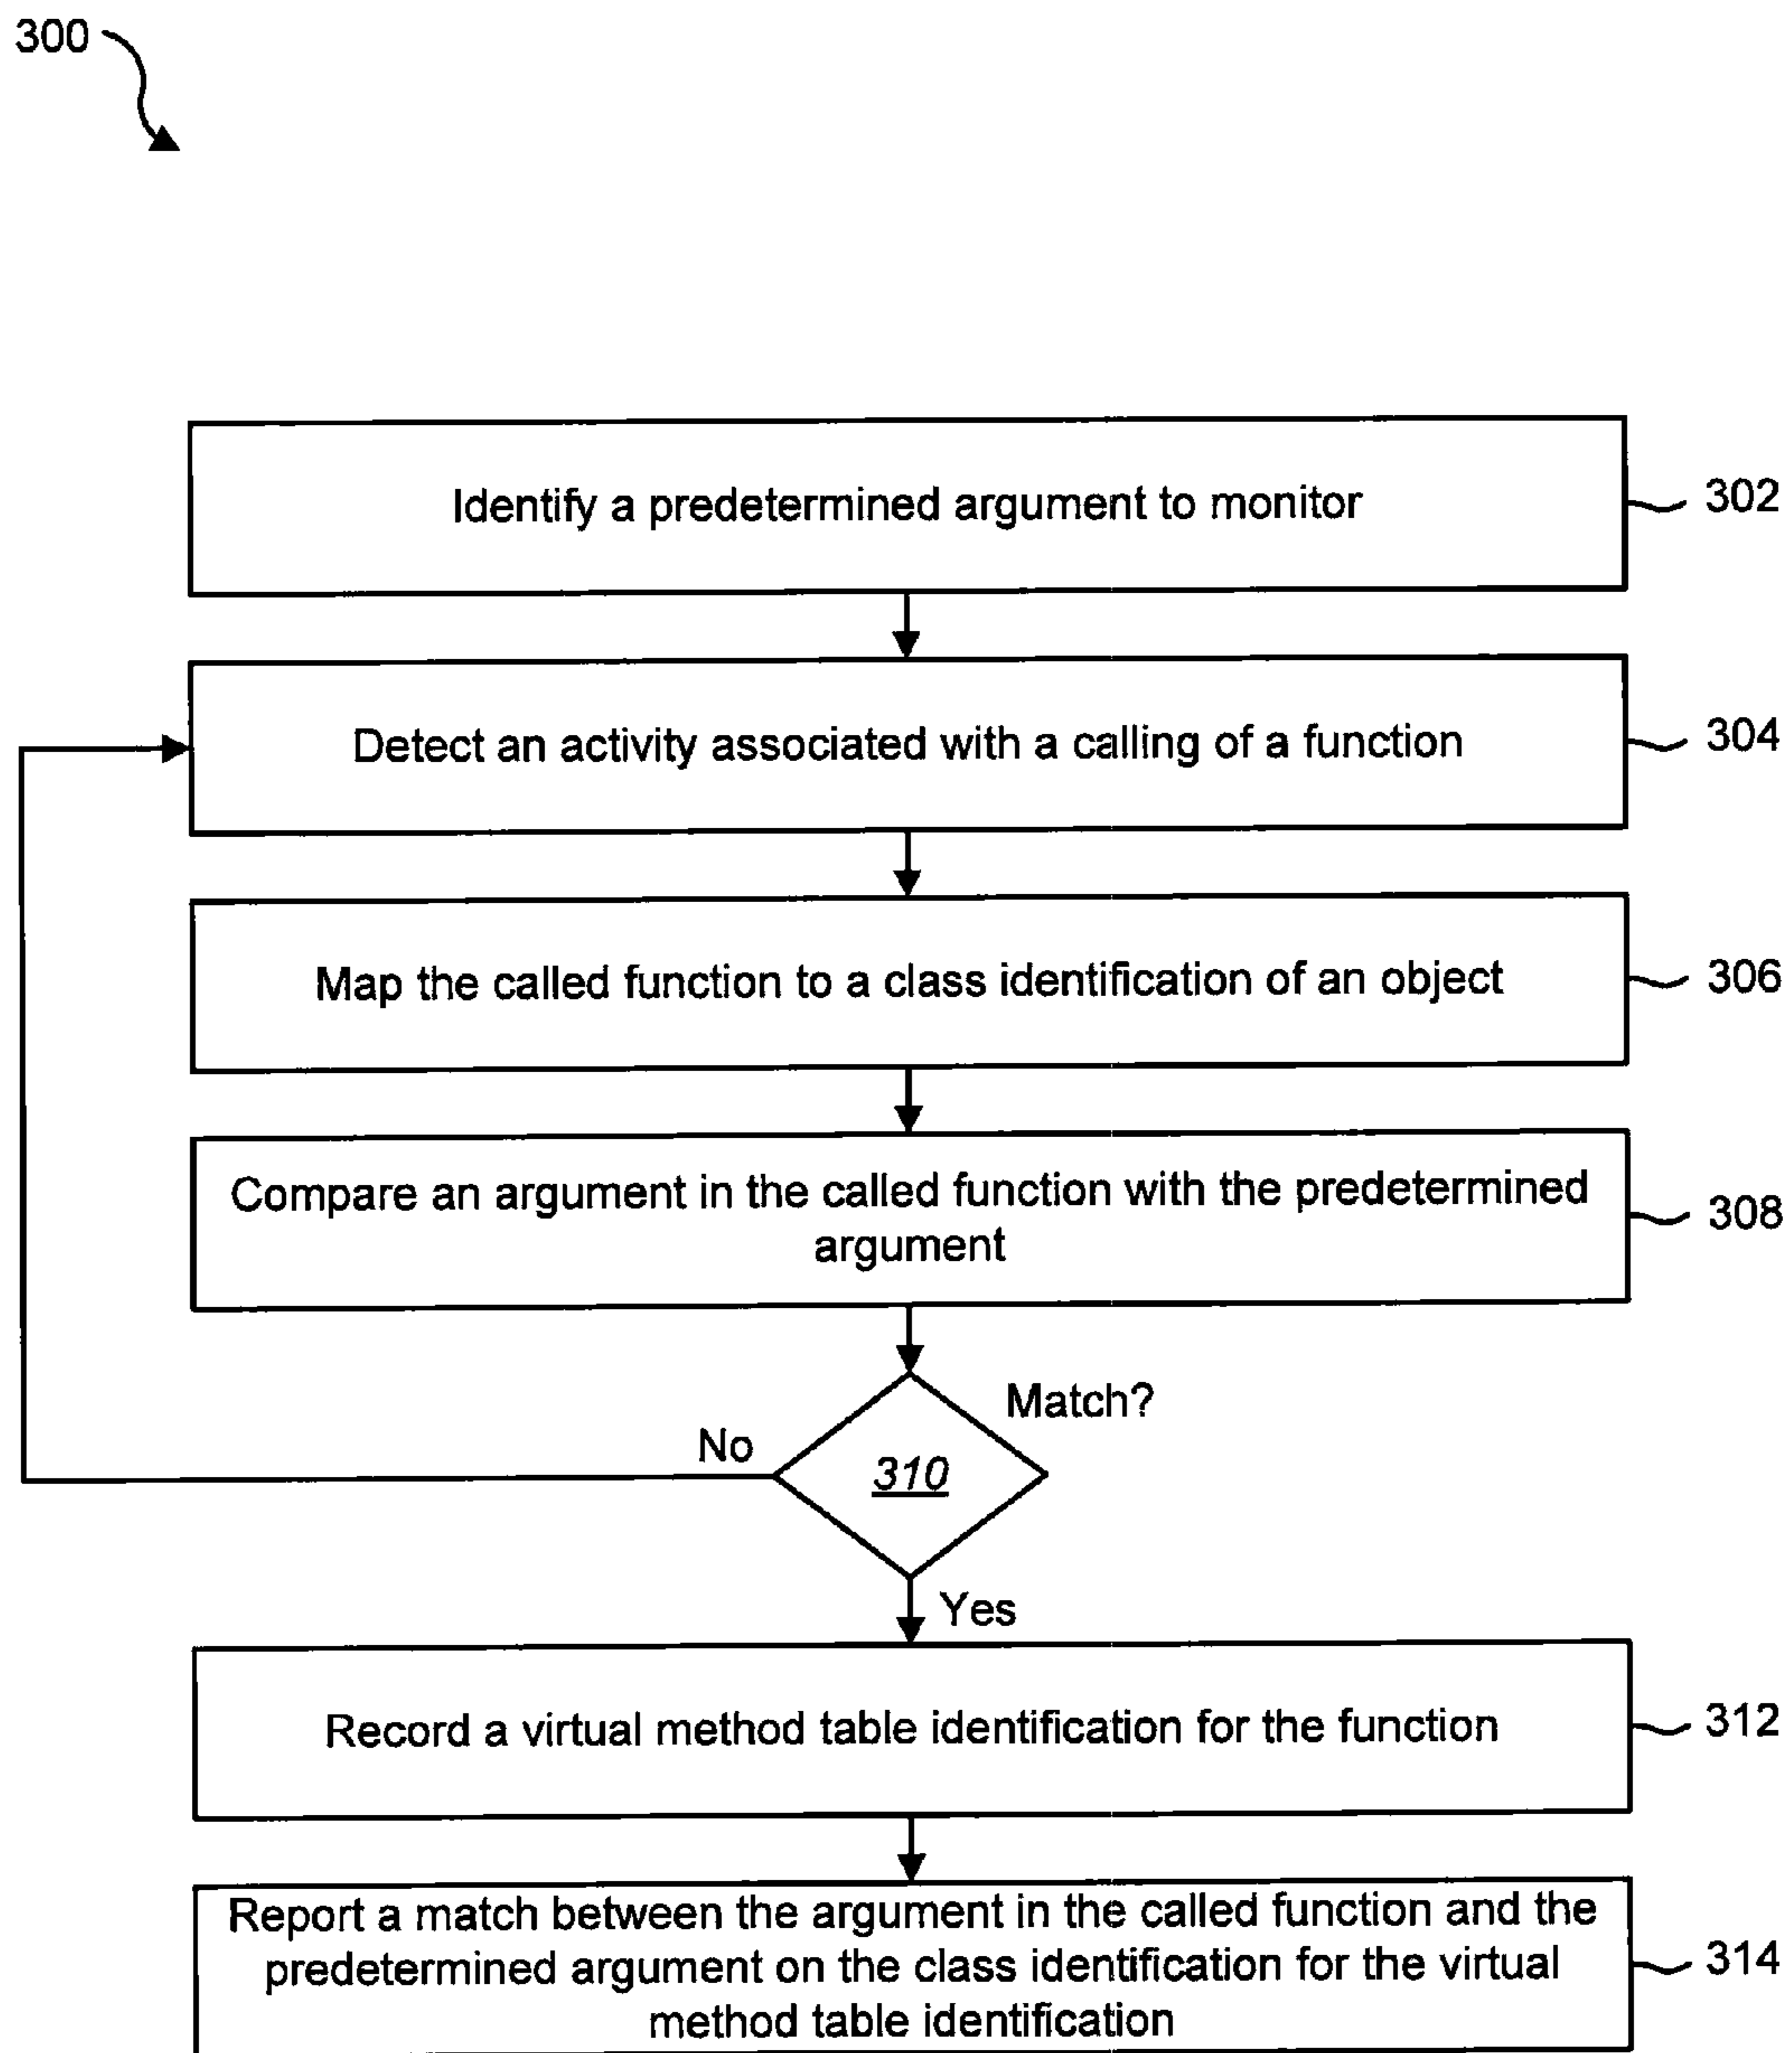 300
Identify a predetermined argument to monitor
302
Detect an activity associated with a calling of a function
304
Map the called function to a class identification of an object
306
Compare an argument in the called function with the predetermined
argument
308
Match?
No
310
Yes
Record a virtual method table identification for the function
312
Report a match between the argument in the called function and the
predetermined argument on the class identification for the virtual
method table identification
314